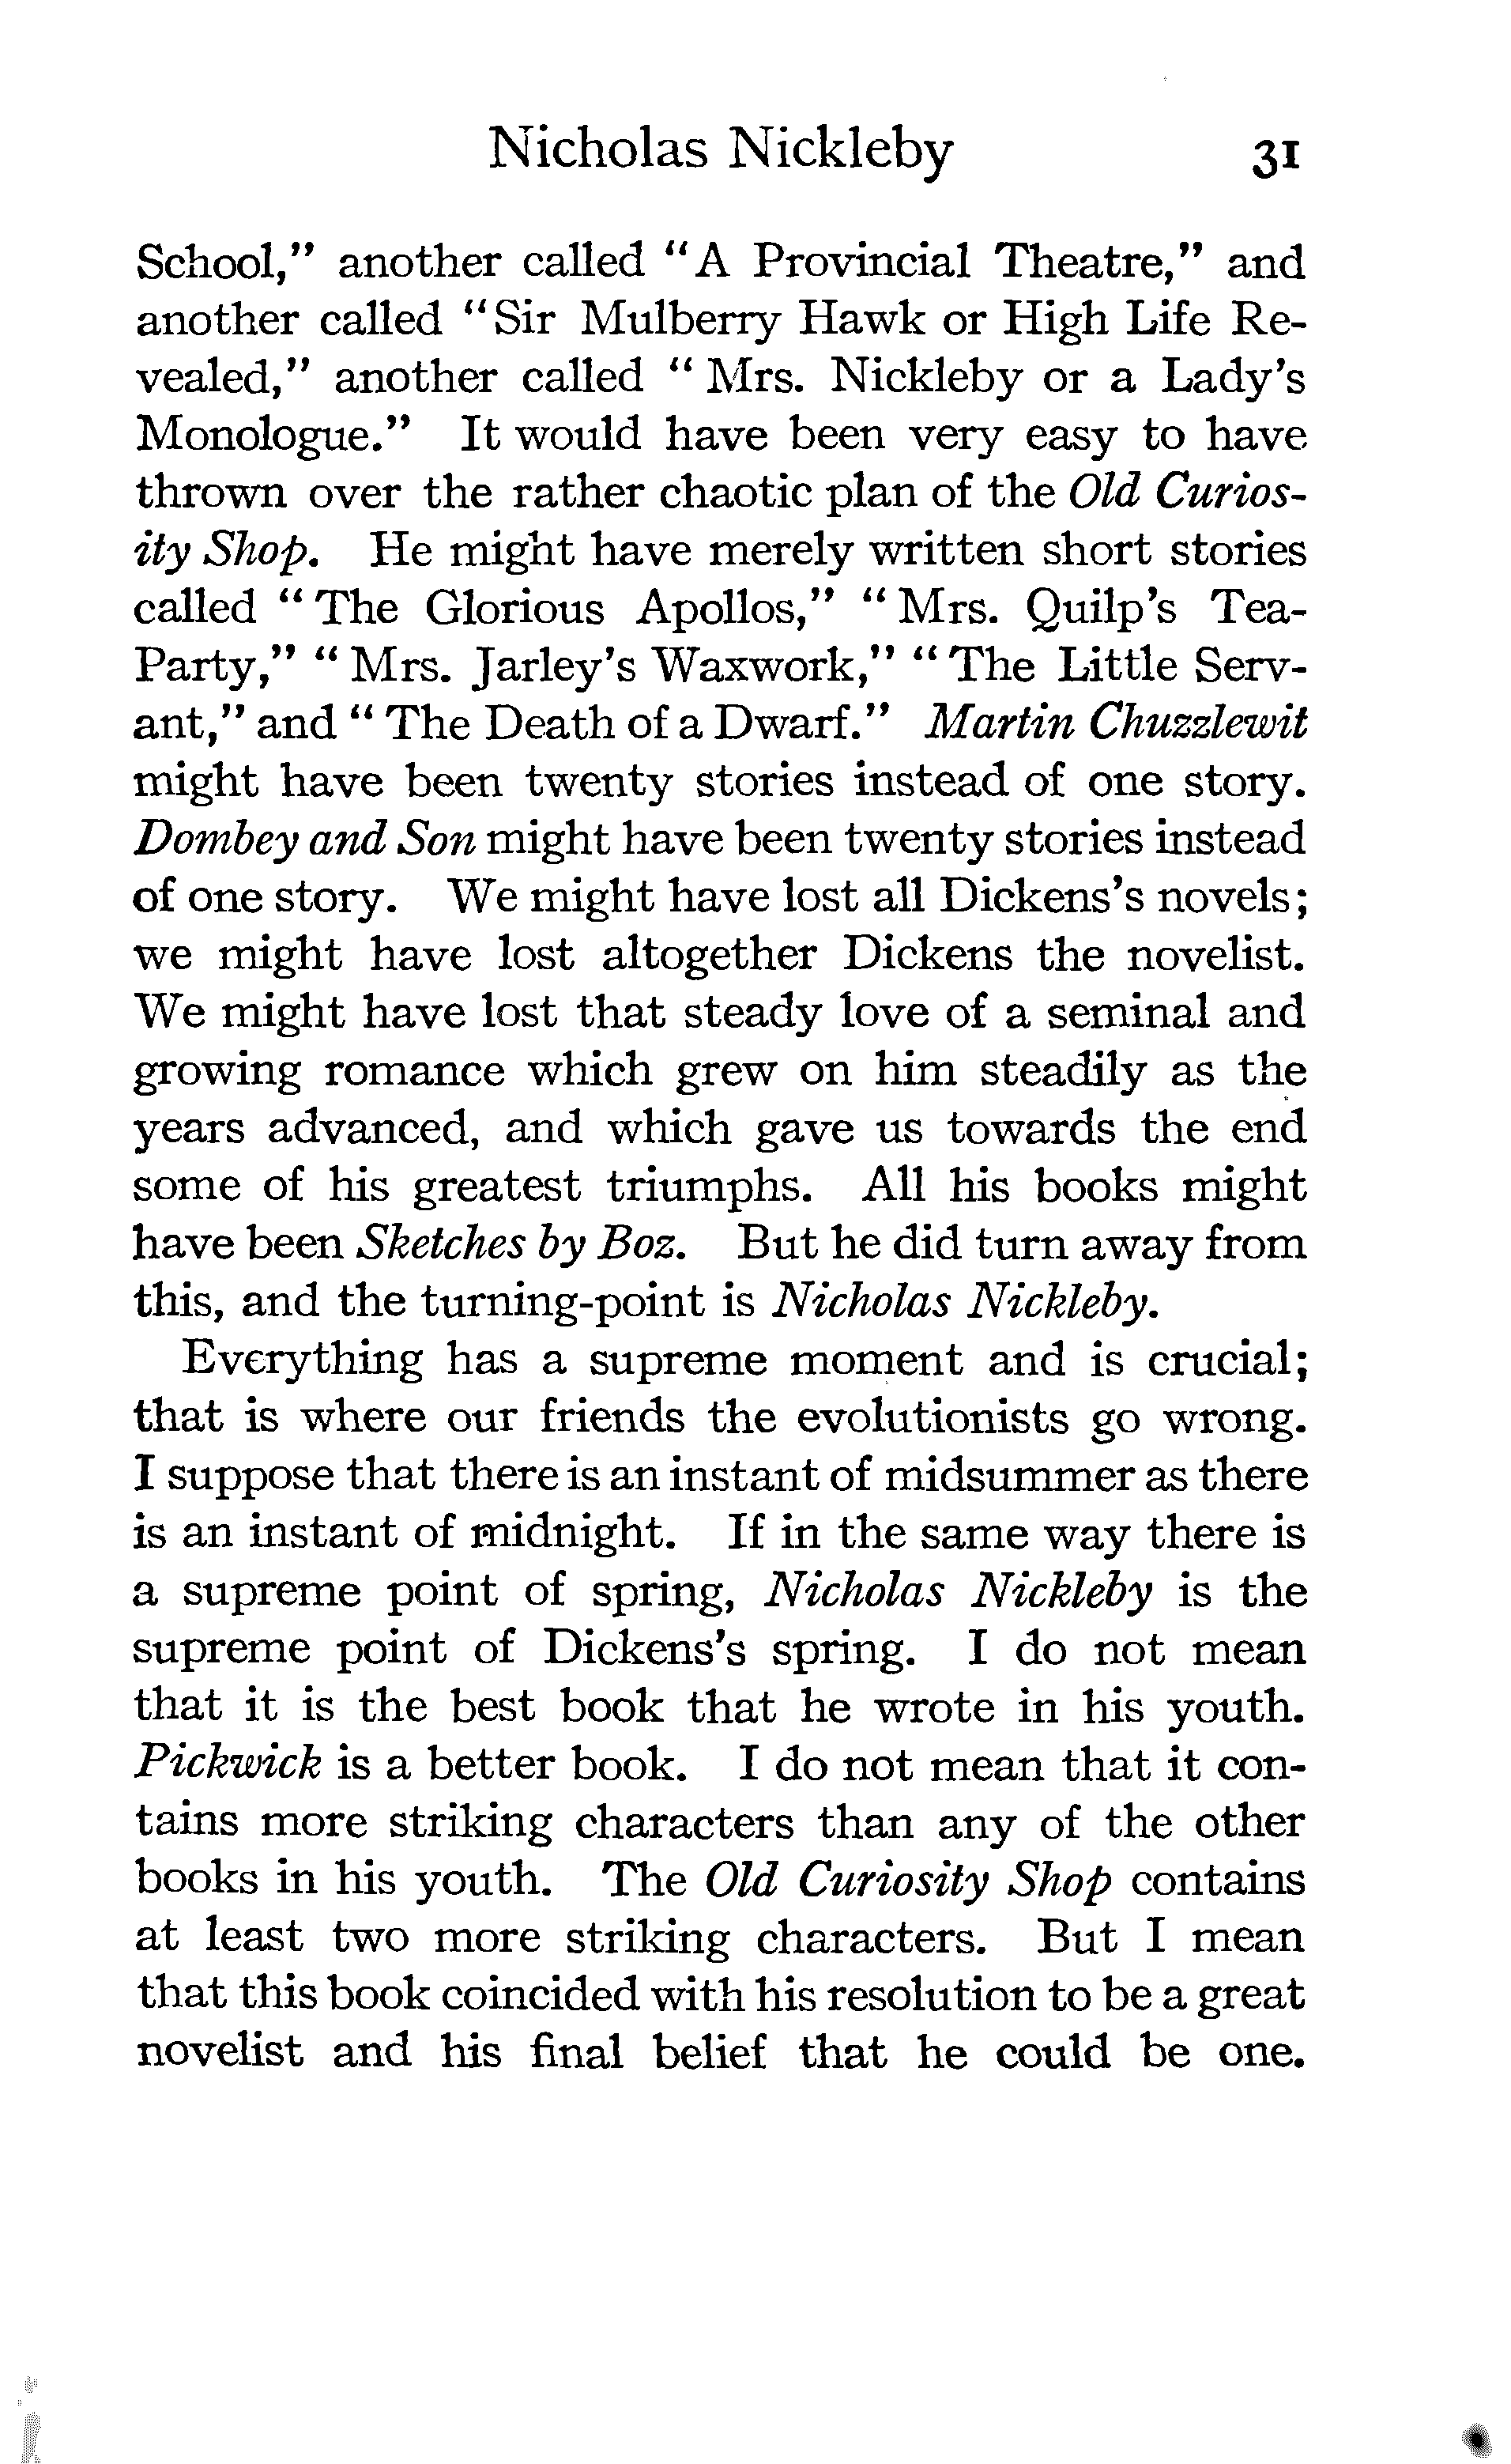 Nicholas Nickleby 31
School,” another called “A Provincial Theatre,” and
another called “Sir Mulberry Hawk or High Life Re-
vealed,” another called “Mrs. Nickleby or a Lady’s
Monologue.” It would have been very easy to have
thrown over the rather chaotic plan of the Old Curios-
ity Shop. He might have merely written short stories
called “The Glorious Apollos,” “Mrs. Quilp’s Tea-
Party,” “Mrs. Jarley’s Waxwork,” “The Little Serv-
ant,” and “The Death of a Dwarf.” Martin Chuzzlewit
might have been twenty stories instead of one story.
Dombey and Son might have been twenty stories instead
of one story. We might have lost all Dickens’s novels;
we might have lost altogether Dickens the novelist.
We might have lost that steady love of a seminal and
growing romance which grew on him steadily as the
years advanced, and which gave us towards the end
some of his greatest triumphs. All his books might
have been Sketches by Boz. But he did turn away from
this, and the turning-point is Nicholas Nickleby.
Everything has a supreme moment and is crucial;
that is where our friends the evolutionists go wrong.
I suppose that there is an instant of midsummer as there
is an instant of midnight. If in the same way there is
a supreme point of spring, Nicholas Nickleby is the
supreme point of Dickens’s spring. I do not mean
that it is the best book that he wrote in his youth.
Pickwick is a better book. I do not mean that it con-
tains more striking characters than any of the other
books in his youth. The Old Curiosity Shop contains
at least two more striking characters. But I mean
that this book coincided with his resolution to be a great
novelist and his final belief that he could be one.